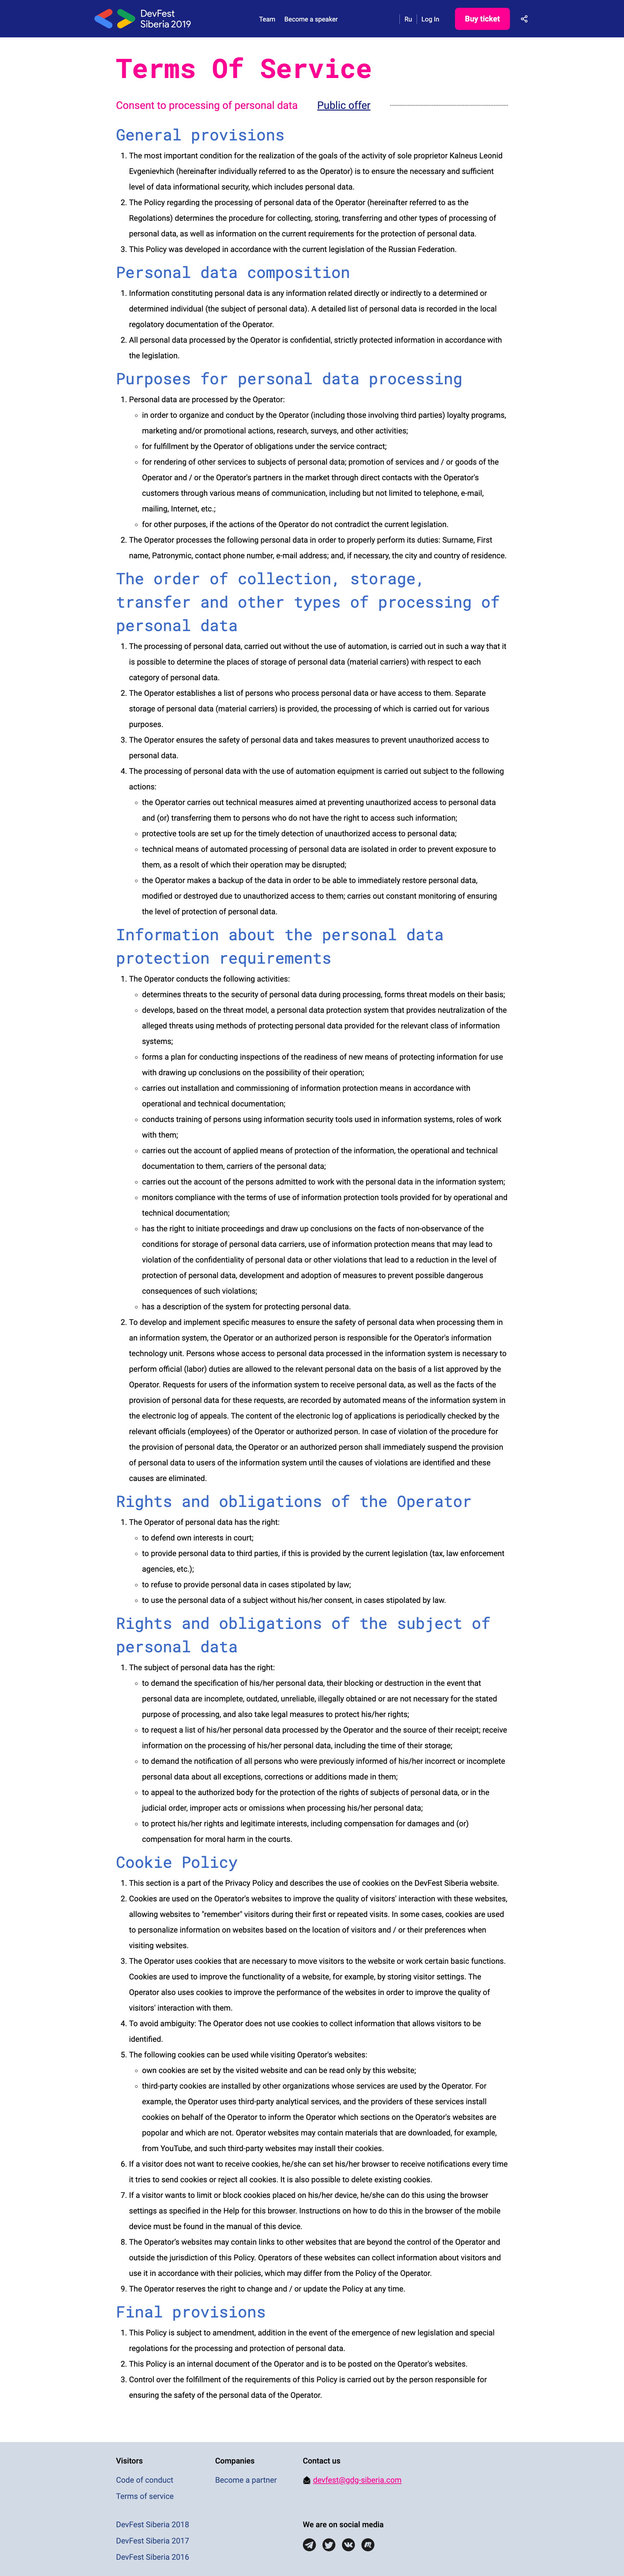 DevFest
Siberia 2019
Team Become a speaker
Ru Log In Buy ticket
Terms Of Service
Consent to processing of personal data Public offer
General provisions
1. The most important condition for the realization of the goals of the activity of sole proprietor Kalneus Leonid
Evgenievhich (hereinafter individually referred to as the Operator) is to ensure the necessary and sufficient
level of data informational security, which includes personal data.
2. The Policy regarding the processing of personal data of the Operator (hereinafter referred to as the
Regolations) determines the procedure for collecting, storing, transferring and other types of processing of
personal data, as well as information on the current requirements for the protection of personal data.
3. This Policy was developed in accordance with the current legislation of the Russian Federation.
Personal data composition
1. Information constituting personal data is any information related directly or indirectly to a determined or
determined individual (the subject of personal data). A detailed list of personal data is recorded in the local
regolatory documentation of the Operator.
2. All personal data processed by the Operator is confidential, strictly protected information in accordance with
the legislation.
Purposes for personal data processing
1. Personal data are processed by the Operator:
in order to organize and conduct by the Operator (including those involving third parties) loyalty programs,
marketing and/or promotional actions, research, surveys, and other activities;
for fulfillment by the Operator of obligations under the service contract;
for rendering of other services to subjects of personal data; promotion of services and / or goods of the
Operator and / or the Operator's partners in the market through direct contacts with the Operator's
customers through various means of communication, including but not limited to telephone, e-mail,
mailing, Internet, etc.;
for other purposes, if the actions of the Operator do not contradict the current legislation.
2. The Operator processes the following personal data in order to properly perform its duties: Surname, First
name, Patronymic, contact phone number, e-mail address; and, if necessary, the city and country of residence.
The order of collection, storage,
transfer and other types of processing of
personal data
1. The processing of personal data, carried out without the use of automation, is carried out in such a way that it
is possible to determine the places of storage of personal data (material carriers) with respect to each
category of personal data.
2. The Operator establishes a list of persons who process personal data or have access to them. Separate
storage of personal data (material carriers) is provided, the processing of which is carried out for various
purposes.
3. The Operator ensures the safety of personal data and takes measures to prevent unauthorized access to
personal data.
4. The processing of personal data with the use of automation equipment is carried out subject to the following
actions:
the Operator carries out technical measures aimed at preventing unauthorized access to personal data
and (or) transferring them to persons who do not have the right to access such information;
protective tools are set up for the timely detection of unauthorized access to personal data;
technical means of automated processing of personal data are isolated in order to prevent exposure to
them, as a resolt of which their operation may be disrupted;
the Operator makes a backup of the data in order to be able to immediately restore personal data,
modified or destroyed due to unauthorized access to them; carries out constant monitoring of ensuring
the level of protection of personal data.
Information about the personal data
protection requirements
1. The Operator conducts the following activities:
determines threats to the security of personal data during processing, forms threat models on their basis;
develops, based on the threat model, a personal data protection system that provides neutralization of the
alleged threats using methods of protecting personal data provided for the relevant class of information
systems;
forms a plan for conducting inspections of the readiness of new means of protecting information for use
with drawing up conclusions on the possibility of their operation;
carries out installation and commissioning of information protection means in accordance with
operational and technical documentation;
conducts training of persons using information security tools used in information systems, roles of work
with them;
carries out the account of applied means of protection of the information, the operational and technical
documentation to them, carriers of the personal data;
carries out the account of the persons admitted to work with the personal data in the information system;
monitors compliance with the terms of use of information protection tools provided for by operational and
technical documentation;
has the right to initiate proceedings and draw up conclusions on the facts of non-observance of the
conditions for storage of personal data carriers, use of information protection means that may lead to
violation of the confidentiality of personal data or other violations that lead to a reduction in the level of
protection of personal data, development and adoption of measures to prevent possible dangerous
consequences of such violations;
has a description of the system for protecting personal data.
2. To develop and implement specific measures to ensure the safety of personal data when processing them in
an information system, the Operator or an authorized person is responsible for the Operator's information
technology unit. Persons whose access to personal data processed in the information system is necessary to
perform official (labor) duties are allowed to the relevant personal data on the basis of a list approved by the
Operator. Requests for users of the information system to receive personal data, as well as the facts of the
provision of personal data for these requests, are recorded by automated means of the information system in
the electronic log of appeals. The content of the electronic log of applications is periodically checked by the
relevant officials (employees) of the Operator or authorized person. In case of violation of the procedure for
the provision of personal data, the Operator or an authorized person shall immediately suspend the provision
of personal data to users of the information system until the causes of violations are identified and these
causes are eliminated.
Rights and obligations of the Operator
1. The Operator of personal data has the right:
to defend own interests in court;
to provide personal data to third parties, if this is provided by the current legislation (tax, law enforcement
agencies, etc.);
to refuse to provide personal data in cases stipolated by law;
to use the personal data of a subject without his/her consent, in cases stipolated by law.
Rights and obligations of the subject of
personal data
1. The subject of personal data has the right:
to demand the specification of his/her personal data, their blocking or destruction in the event that
personal data are incomplete, outdated, unreliable, illegally obtained or are not necessary for the stated
purpose of processing, and also take legal measures to protect his/her rights;
to request a list of his/her personal data processed by the Operator and the source of their receipt; receive
information on the processing of his/her personal data, including the time of their storage;
to demand the notification of all persons who were previously informed of his/her incorrect or incomplete
personal data about all exceptions, corrections or additions made in them;
to appeal to the authorized body for the protection of the rights of subjects of personal data, or in the
judicial order, improper acts or omissions when processing his/her personal data;
to protect his/her rights and legitimate interests, including compensation for damages and (or)
compensation for moral harm in the courts.
Cookie Policy
1. This section is a part of the Privacy Policy and describes the use of cookies on the DevFest Siberia website.
2. Cookies are used on the Operator's websites to improve the quality of visitors' interaction with these websites,
allowing websites to "remember" visitors during their first or repeated visits. In some cases, cookies are used
to personalize information on websites based on the location of visitors and / or their preferences when
visiting websites.
3. The Operator uses cookies that are necessary to move visitors to the website or work certain basic functions.
Cookies are used to improve the functionality of a website, for example, by storing visitor settings. The
Operator also uses cookies to improve the performance of the websites in order to improve the quality of
visitors' interaction with them.
4. To avoid ambiguity: The Operator does not use cookies to collect information that allows visitors to be
identified.
5. The following cookies can be used while visiting Operator's websites:
own cookies are set by the visited website and can be read only by this website;
third-party cookies are installed by other organizations whose services are used by the Operator. For
example, the Operator uses third-party analytical services, and the providers of these services install
cookies on behalf of the Operator to inform the Operator which sections on the Operator's websites are
popolar and which are not. Operator websites may contain materials that are downloaded, for example,
from YouTube, and such third-party websites may install their cookies.
6. If a visitor does not want to receive cookies, he/she can set his/her browser to receive notifications every time
it tries to send cookies or reject all cookies. It is also possible to delete existing cookies.
7. If a visitor wants to limit or block cookies placed on his/her device, he/she can do this using the browser
settings as specified in the Help for this browser. Instructions on how to do this in the browser of the mobile
device must be found in the manual of this device.
8. The Operator's websites may contain links to other websites that are beyond the control of the Operator and
outside the jurisdiction of this Policy. Operators of these websites can collect information about visitors and
use it in accordance with their policies, which may differ from the Policy of the Operator.
9. The Operator reserves the right to change and / or update the Policy at any time.
Final provisions
1. This Policy is subject to amendment, addition in the event of the emergence of new legislation and special
regolations for the processing and protection of personal data.
2. This Policy is an internal document of the Operator and is to be posted on the Operator's websites.
3. Control over the folfillment of the requirements of this Policy is carried out by the person responsible for
ensuring the safety of the personal data of the Operator.
Visitors Companies Contact us
Code of conduct Become a partner devfest@gdg-siberia.com
Terms of service
DevFest Siberia 2018 We are on social media
DevFest Siberia 2017
DevFest Siberia 2016